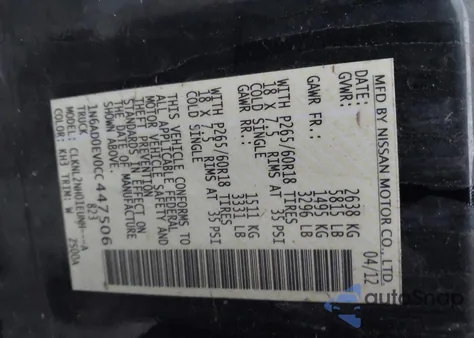 MFD BY NISSAN MOTOR CO., LTD.
DATE: 04/12
GVWR: 2638 KG
5815 LB
GAWR FR.: 1495 KG
3296 LB
WITH P265/60R18 TIRES
18 X 7.5 RIMS AT 35 PSI
COLD SINGLE
GAWR RR.: 1511 KG
3331 LB
WITH P265/60R18 TIRES
18 X 7.5 RIMS AT 35 PSI
COLD SINGLE
THIS VEHICLE CONFORMS TO
ALL APPLICABLE FEDERAL
MOTOR VEHICLE SAFETY AND
THEFT PREVENTION
STANDARDS IN EFFECT ON
THE DATE OF MANUFACTURE
SHOWN ABOVE.
1N6AD0EV0CC447506
TRUCK 823
MODEL:
COLOR: KH3 TRIM: W 2500A
autoSnap